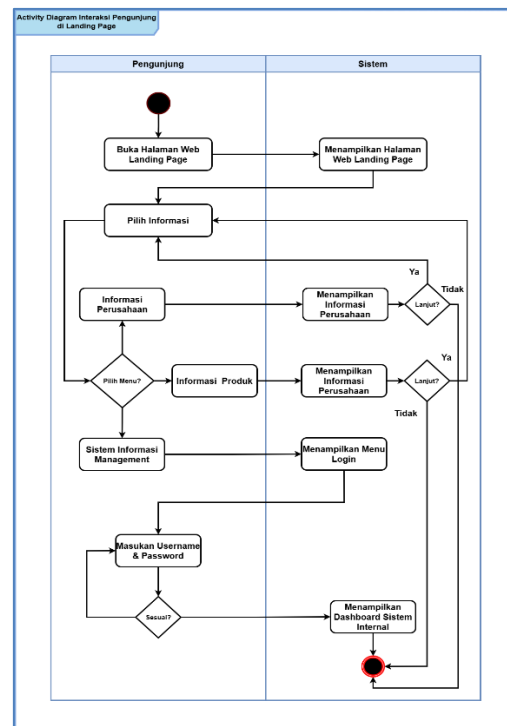 Activity Diagram Interaksi Pengunjung
di Landing Page
Pengunjung
Sistem
Buka Halaman Web
Landing Page
Menampilkan Halaman
Web Landing Page
Pilih Informasi
Ya
Tidak
Informasi
Perusahaan
Menampilkan
Informasi
Perusahaan
Lanjut?
Ya
Pilih Menu?
Informasi Produk
Menampilkan
Informasi
Perusahaan
Lanjut?
Tidak
Sistem Informasi
Management
Menampilkan Menu
Login
Masukan Username
& Password
Sesuai?
Menampilkan
Dashboard Sistem
Internal